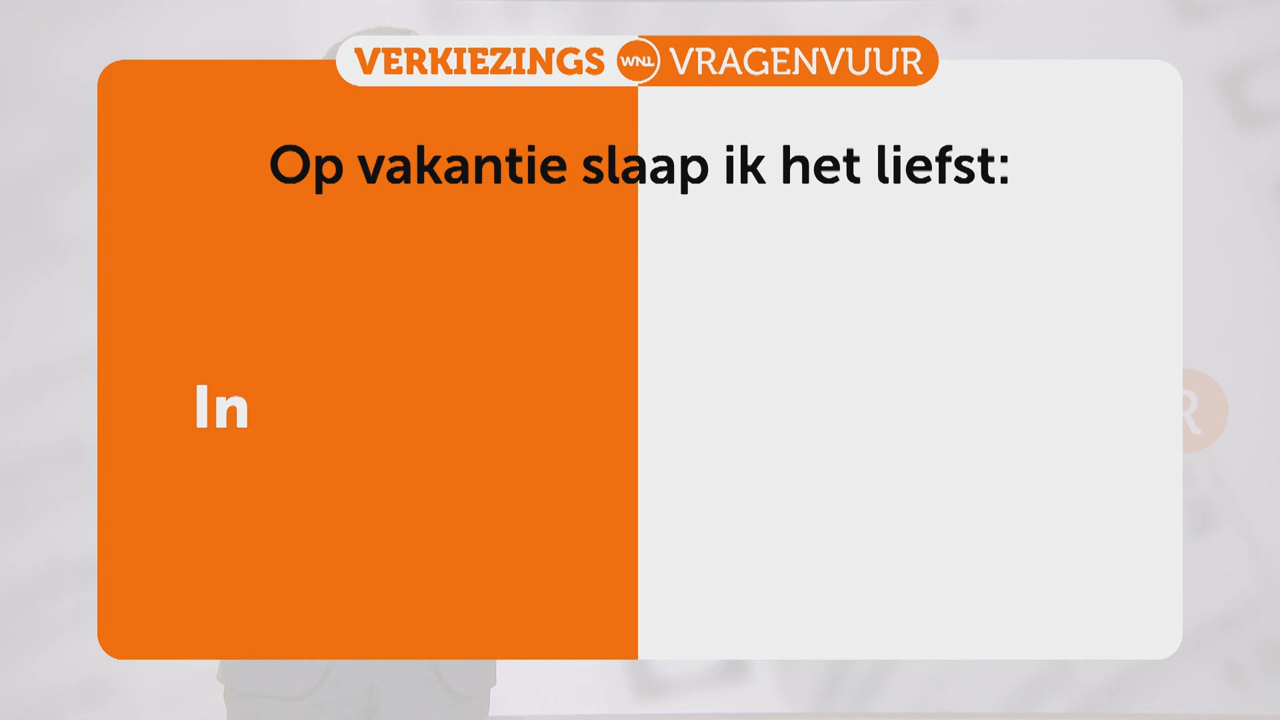 VERKIEZINGS WNL VRAGENVUUR
Op vakantie slaap ik het liefst:
In
R